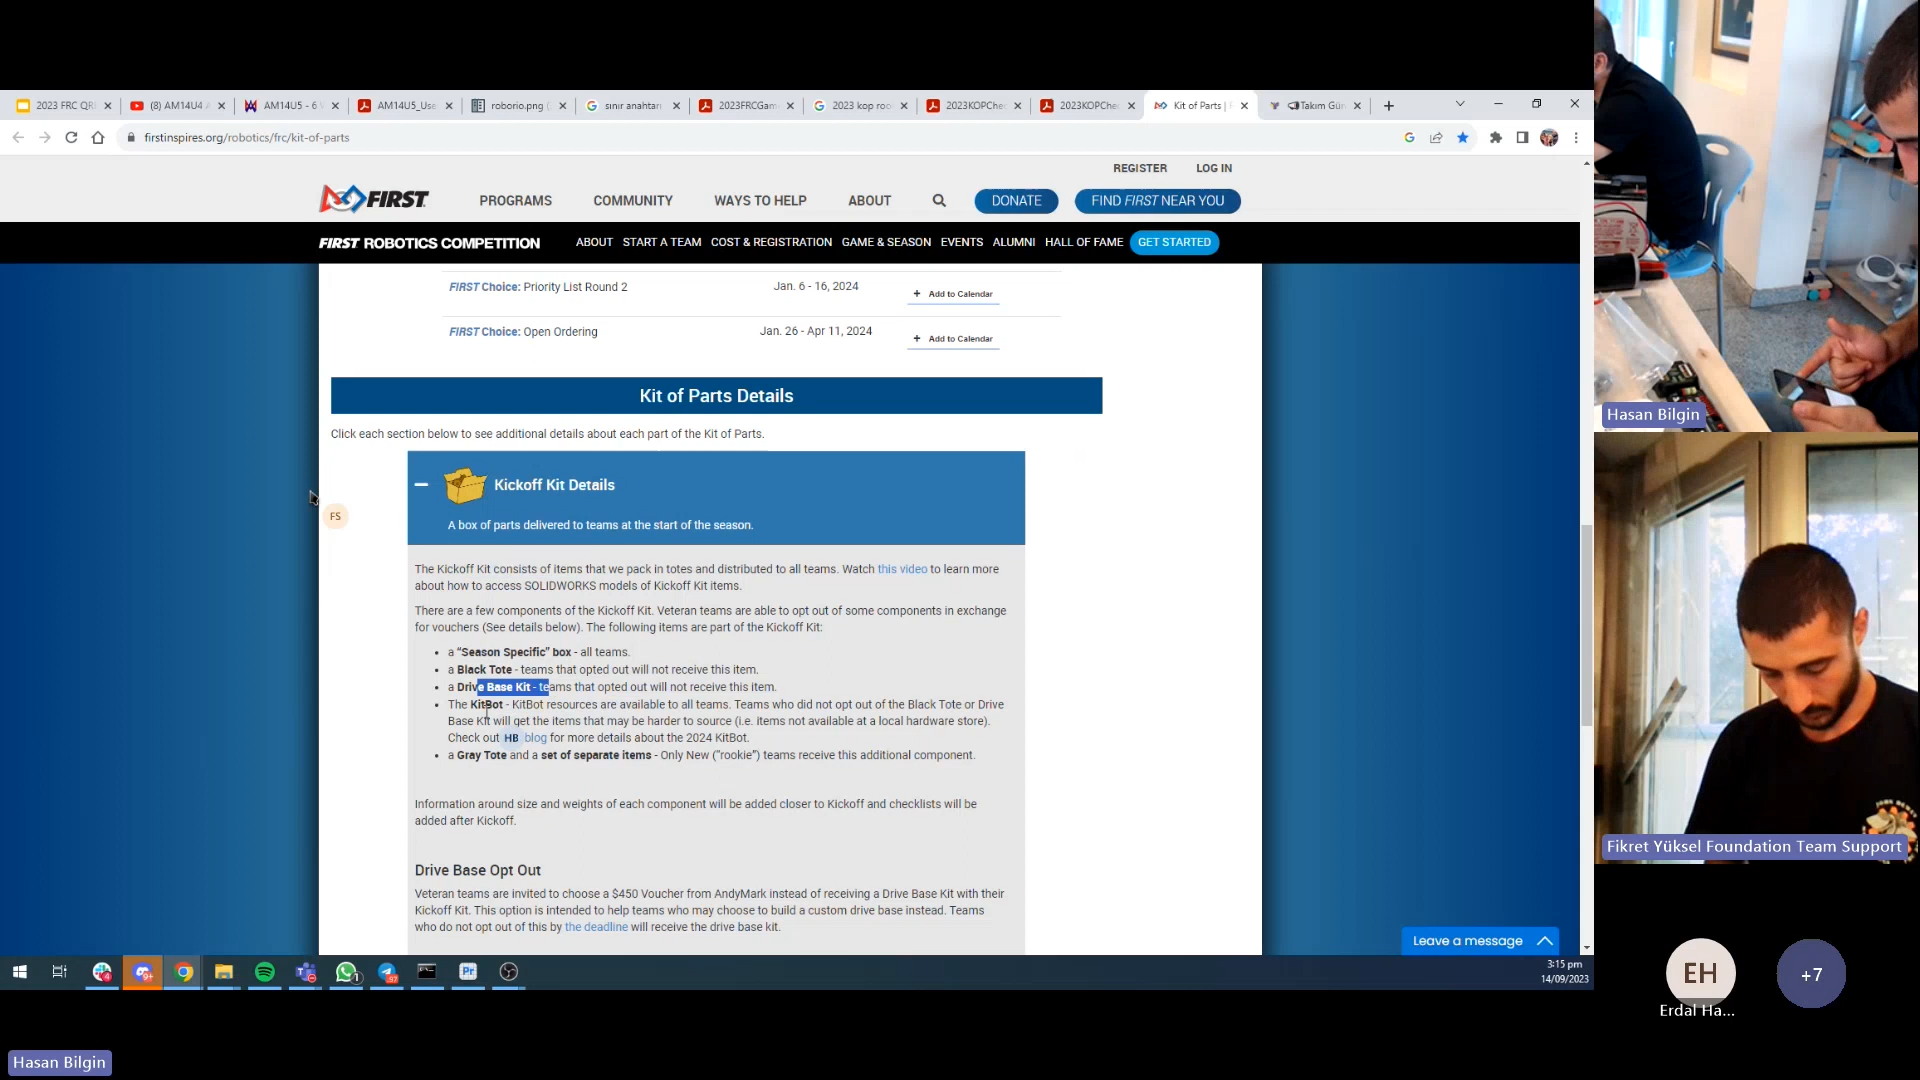 2023 FRC QR
(8) AM14U4
AM14U5 - 6
AM14U5_Use
roborio.png (
sınır anahtarı
2023FRCGam
2023 kop roo
2023KOPChe
2023KOPChe
Kit of Parts |
Takım Gün
firstinspires.org/robotics/frc/kit-of-parts
REGISTER LOG IN
FIRST PROGRAMS COMMUNITY WAYS TO HELP ABOUT DONATE FIND FIRST NEAR YOU
FIRST ROBOTICS COMPETITION ABOUT START A TEAM COST & REGISTRATION GAME & SEASON EVENTS ALUMNI HALL OF FAME GET STARTED
FIRST Choice: Priority List Round 2 Jan. 6 - 16, 2024 + Add to Calendar
FIRST Choice: Open Ordering Jan. 26 - Apr 11, 2024 + Add to Calendar
Kit of Parts Details
Click each section below to see additional details about each part of the Kit of Parts.
Kickoff Kit Details
A box of parts delivered to teams at the start of the season.
FS
The Kickoff Kit consists of items that we pack in totes and distributed to all teams. Watch this video to learn more
about how to access SOLIDWORKS models of Kickoff Kit items.
There are a few components of the Kickoff Kit. Veteran teams are able to opt out of some components in exchange
for vouchers (See details below). The following items are part of the Kickoff Kit:
• a “Season Specific” box - all teams.
• a Black Tote - teams that opted out will not receive this item.
• a Drive Base Kit - teams that opted out will not receive this item.
• The KitBot - KitBot resources are available to all teams. Teams who did not opt out of the Black Tote or Drive
Base Kit will get the items that may be harder to source (i.e. items not available at a local hardware store).
Check out HB blog for more details about the 2024 KitBot.
• a Gray Tote and a set of separate items - Only New (“rookie”) teams receive this additional component.
Information around size and weights of each component will be added closer to Kickoff and checklists will be
added after Kickoff.
Drive Base Opt Out
Veteran teams are invited to choose a $450 Voucher from AndyMark instead of receiving a Drive Base Kit with their
Kickoff Kit. This option is intended to help teams who may choose to build a custom drive base instead. Teams
who do not opt out of this by the deadline will receive the drive base kit.
Leave a message
3:15 pm
14/09/2023
Hasan Bilgin
Fikret Yüksel Foundation Team Support
EH
Erdal Ha...
+7
Hasan Bilgin